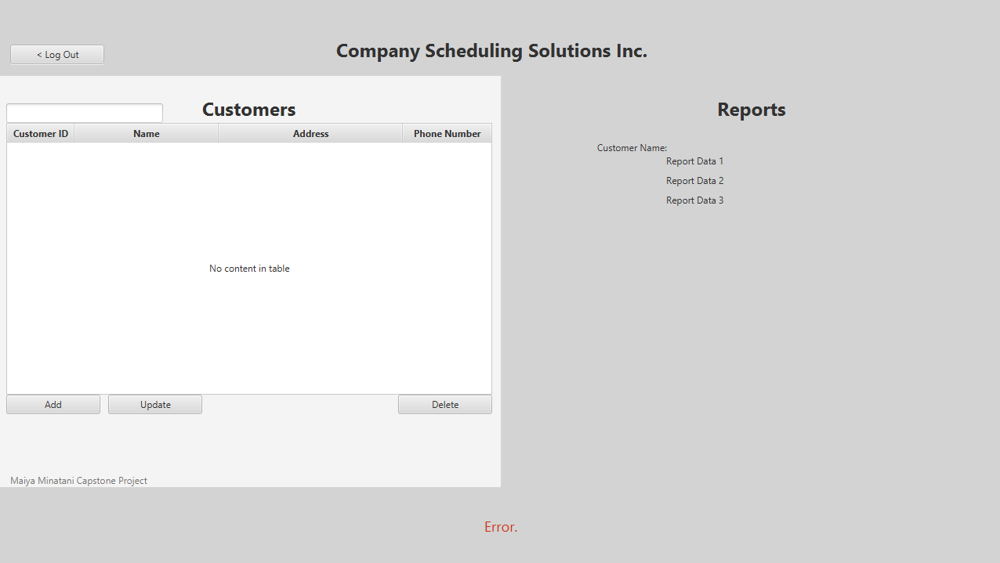 < Log Out
Company Scheduling Solutions Inc.
Customers
Customer ID Name Address Phone Number
No content in table
Add Update Delete
Maiya Minatani Capstone Project
Reports
Customer Name:
Report Data 1
Report Data 2
Report Data 3
Error.